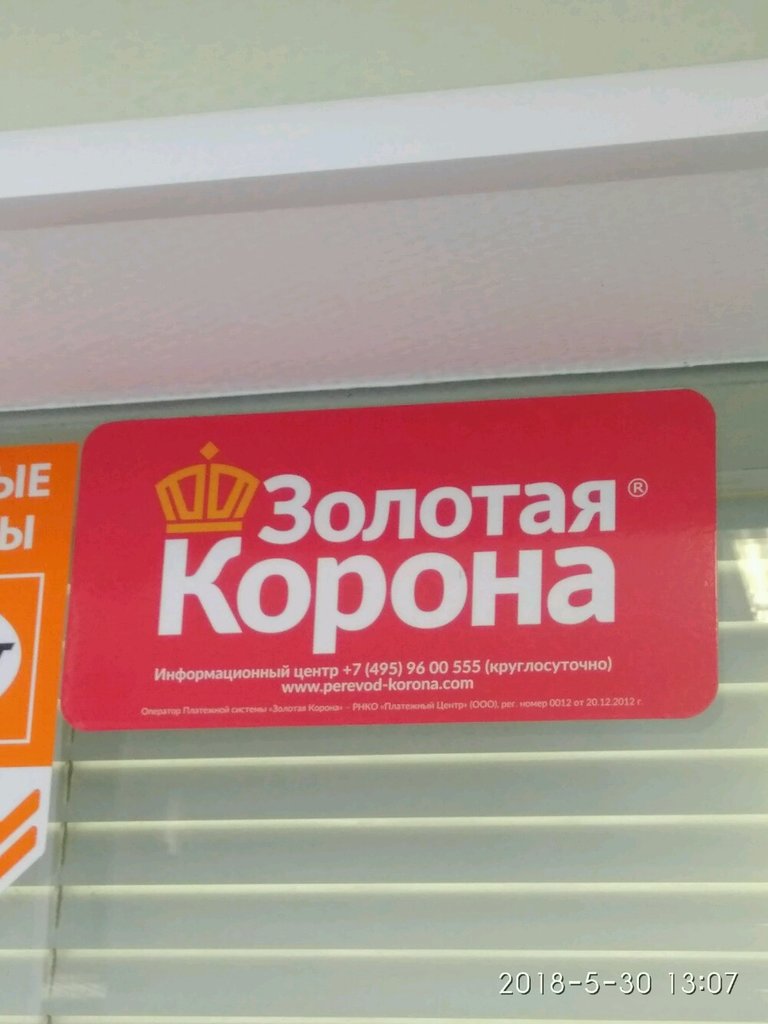 ЫЕ
Ы
Золотая ®
Корона
Информационный центр +7 (495) 96 00 555 (круглосуточно)
www.perevod-korona.com
Оператор Платежной системы «Золотая Корона» - РНКО «Платежный Центр» (ООО), рег. номер 0012 от 20.12.2012 г.
2018-5-30 13:07